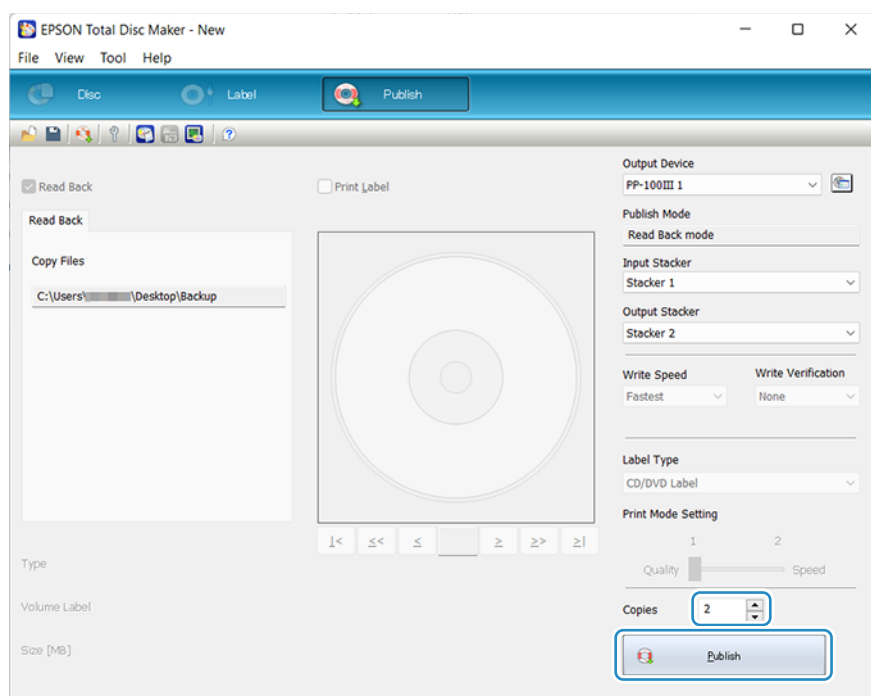 EPSON Total Disc Maker - New
File View Tool Help
Disc Label Publish
Read Back
Print Label
Read Back
Copy Files
C:\Users\ \Desktop\Backup
|< << < > >> >|
Type
Volume Label
Size [MB]
Output Device
PP-100III 1
Publish Mode
Read Back mode
Input Stacker
Stacker 1
Output Stacker
Stacker 2
Write Speed Write Verification
Fastest None
Label Type
CD/DVD Label
Print Mode Setting
1 2
Quality Speed
Copies 2
Publish